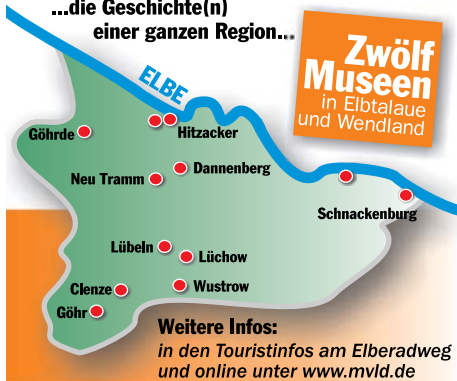 ...die Geschichte(n)
einer ganzen Region...
Zwölf
Museen
in Elbtalaue
und Wendland
ELBE
Göhrde
Hitzacker
Dannenberg
Neu Tramm
Schnackenburg
Lübeln
Lüchow
Clenze
Wustrow
Göhr
Weitere Infos:
in den Touristinfos am Elberadweg
und online unter www.mvld.de